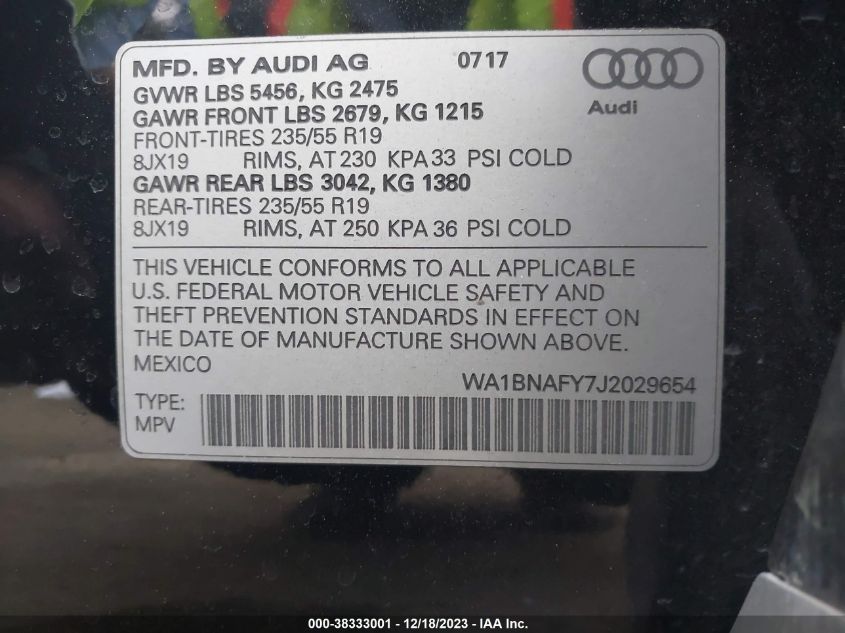 MFD. BY AUDI AG 0717
Audi
GVWR LBS 5456, KG 2475
GAWR FRONT LBS 2679, KG 1215
FRONT-TIRES 235/55 R19
8JX19 RIMS, AT 230 KPA 33 PSI COLD
GAWR REAR LBS 3042, KG 1380
REAR-TIRES 235/55 R19
8JX19 RIMS, AT 250 KPA 36 PSI COLD
THIS VEHICLE CONFORMS TO ALL APPLICABLE
U.S. FEDERAL MOTOR VEHICLE SAFETY AND
THEFT PREVENTION STANDARDS IN EFFECT ON
THE DATE OF MANUFACTURE SHOWN ABOVE.
MEXICO
WA1BNAFY7J2029654
TYPE:
MPV
000-38333001 - 12/18/2023 - IAA Inc.